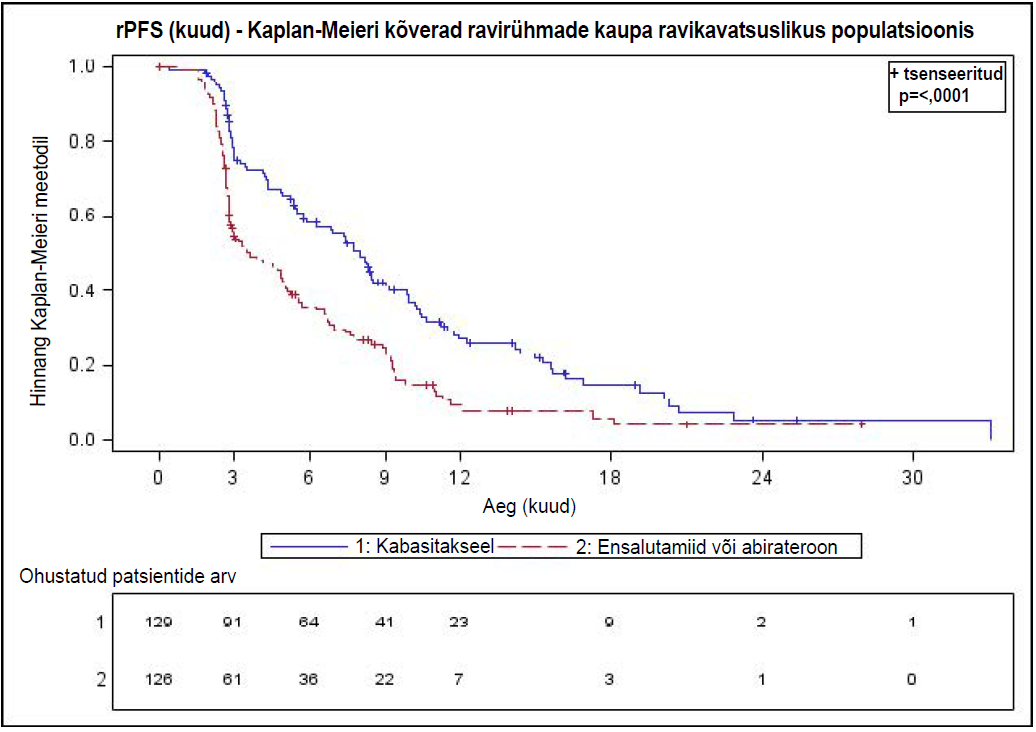 rPFS (kuud) - Kaplan-Meieri kõverad ravirühmade kaupa ravikavatsuslikus populatsioonis
+ tsenseeritud
p=<,0001
Hinnang Kaplan-Meieri meetodil
1.0
0.8
0.6
0.4
0.2
0.0
0 3 6 9 12 18 24 30
Aeg (kuud)
1: Kabasitakseel 2: Ensalutamiid või abirateroon
Ohustatud patsientide arv
1 129 91 64 41 23 9 2 1
2 126 61 36 22 7 3 1 0